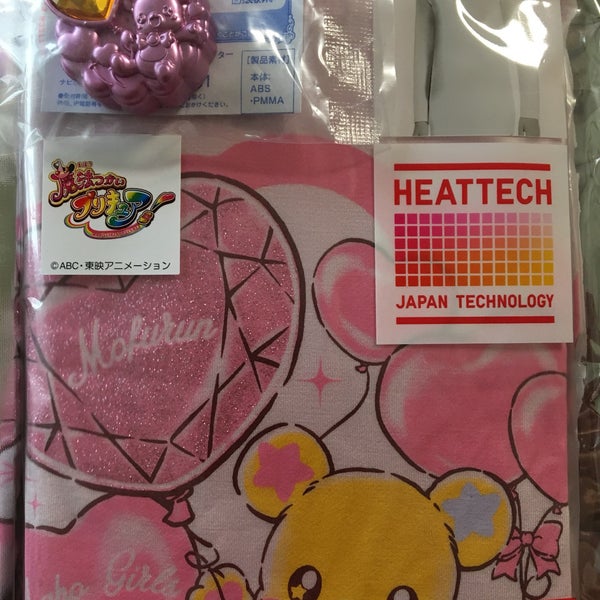 【製品素
本体:
ABS
・PMMA
魔法つかい
プリキュア!
©ABC・東映アニメーション
HEATTECH
JAPAN TECHNOLOGY
Mofurun
Girls